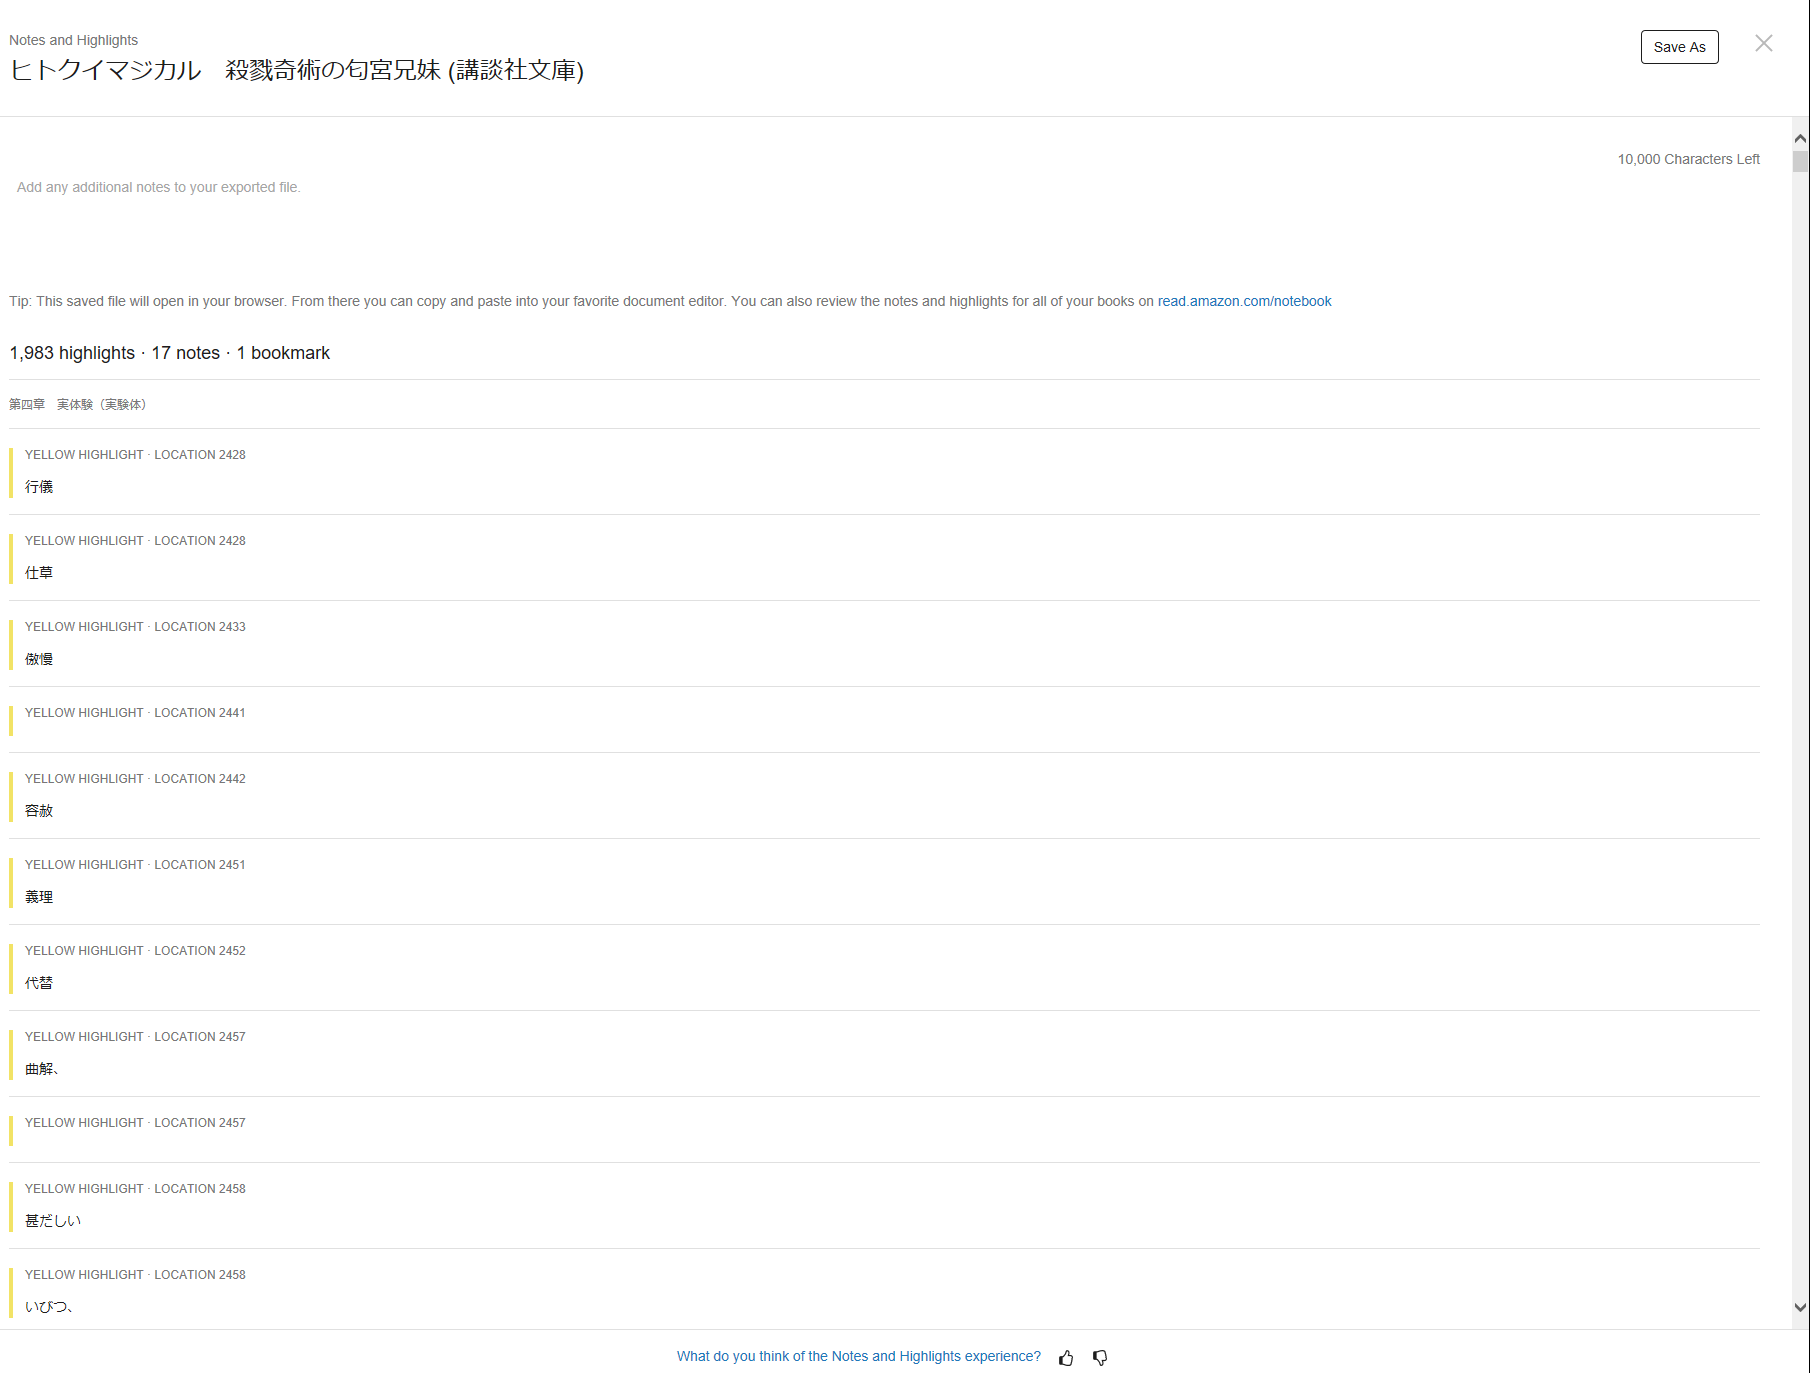 Notes and Highlights
ヒトクイマジカル　殺戮奇術の匂宮兄妹 (講談社文庫)
Save As
10,000 Characters Left
Add any additional notes to your exported file.
Tip: This saved file will open in your browser. From there you can copy and paste into your favorite document editor. You can also review the notes and highlights for all of your books on read.amazon.com/notebook
1,983 highlights · 17 notes · 1 bookmark
第四章　実体験（実験体）
YELLOW HIGHLIGHT · LOCATION 2428
行儀
YELLOW HIGHLIGHT · LOCATION 2428
仕草
YELLOW HIGHLIGHT · LOCATION 2433
傲慢
YELLOW HIGHLIGHT · LOCATION 2441
YELLOW HIGHLIGHT · LOCATION 2442
容赦
YELLOW HIGHLIGHT · LOCATION 2451
義理
YELLOW HIGHLIGHT · LOCATION 2452
代替
YELLOW HIGHLIGHT · LOCATION 2457
曲解、
YELLOW HIGHLIGHT · LOCATION 2457
YELLOW HIGHLIGHT · LOCATION 2458
甚だしい
YELLOW HIGHLIGHT · LOCATION 2458
いびつ、
What do you think of the Notes and Highlights experience?